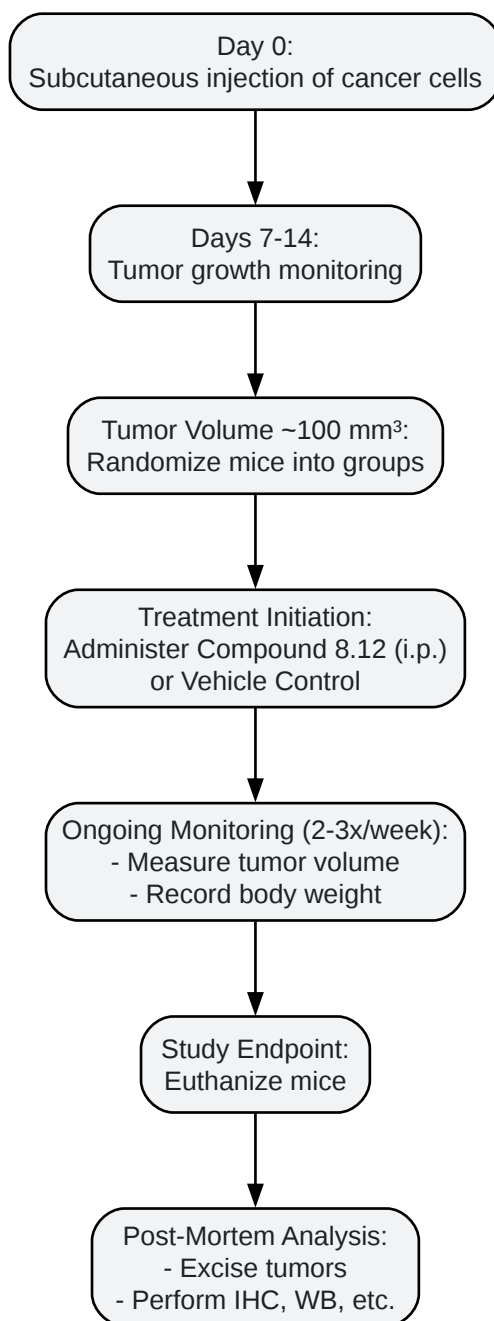 Day 0:
Subcutaneous injection of cancer cells
Days 7-14:
Tumor growth monitoring
Tumor Volume ~100 mm³:
Randomize mice into groups
Treatment Initiation:
Administer Compound 8.12 (i.p.)
or Vehicle Control
Ongoing Monitoring (2-3x/week):
- Measure tumor volume
- Record body weight
Study Endpoint:
Euthanize mice
Post-Mortem Analysis:
- Excise tumors
- Perform IHC, WB, etc.